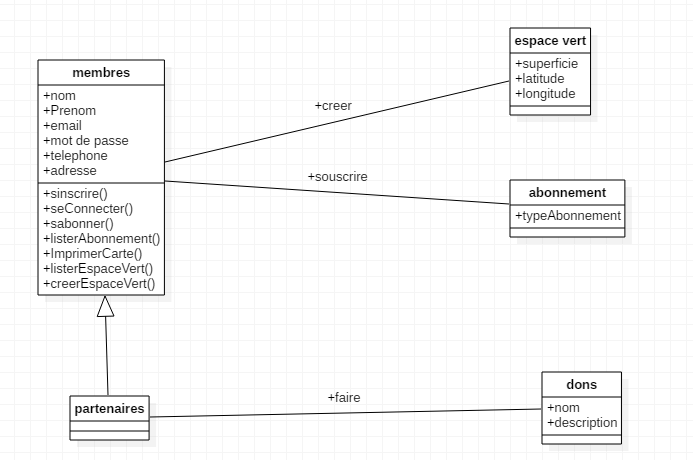 membres
+nom
+Prenom
+email
+mot de passe
+telephone
+adresse
+sinscrire()
+seConnecter()
+sabonner()
+listerAbonnement()
+ImprimerCarte()
+listerEspaceVert()
+creerEspaceVert()
+creer
espace vert
+superficie
+latitude
+longitude
+souscrire
abonnement
+typeAbonnement
partenaires
+faire
dons
+nom
+description